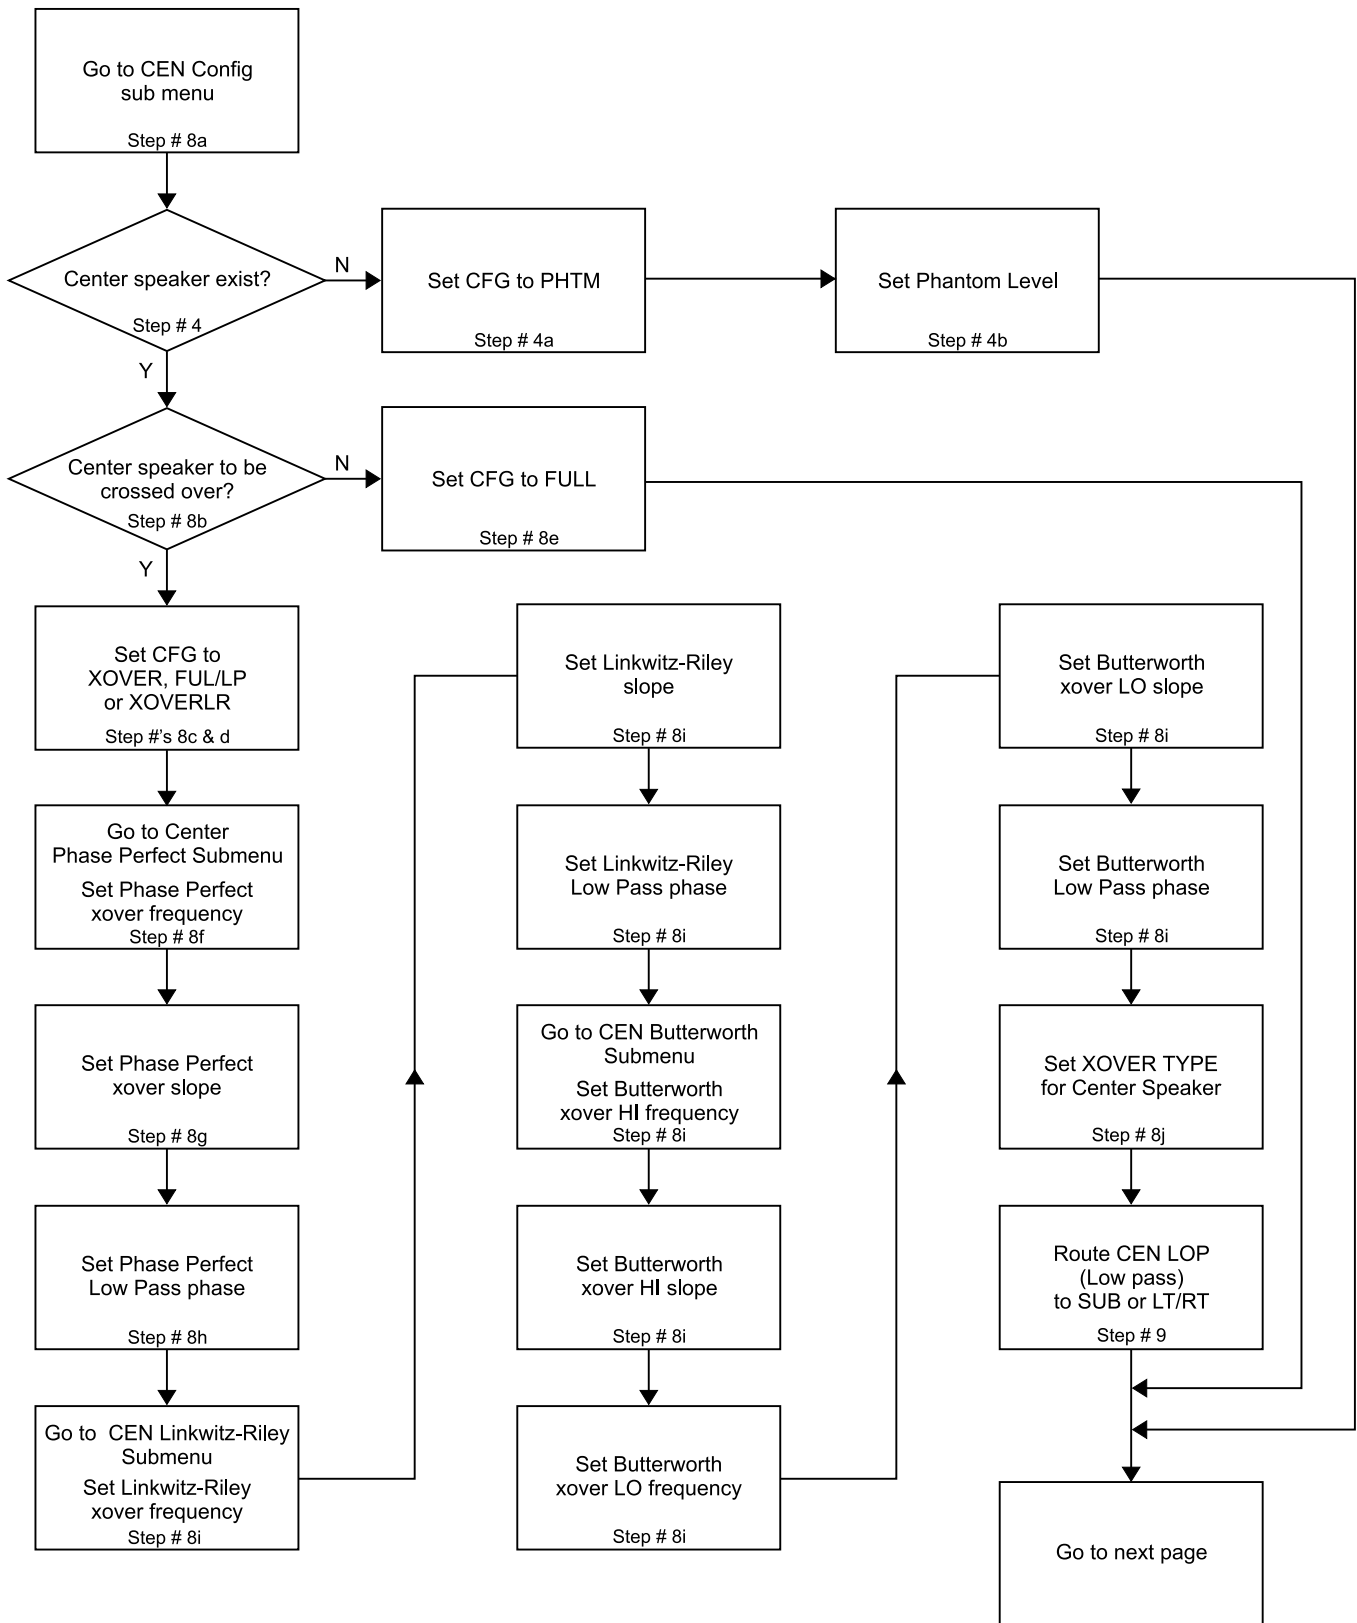 Go to CEN Config
sub menu
Step # 8a
Center speaker exist?
Step # 4
N
Set CFG to PHTM
Step # 4a
Set Phantom Level
Step # 4b
Y
Center speaker to be
crossed over?
Step # 8b
N
Set CFG to FULL
Step # 8e
Y
Set CFG to
XOVER, FUL/LP
or XOVERLR
Step #'s 8c & d
Go to Center
Phase Perfect Submenu
Set Phase Perfect
xover frequency
Step # 8f
Set Phase Perfect
xover slope
Step # 8g
Set Phase Perfect
Low Pass phase
Step # 8h
Go to CEN Linkwitz-Riley
Submenu
Set Linkwitz-Riley
xover frequency
Step # 8i
Set Linkwitz-Riley
slope
Step # 8i
Set Linkwitz-Riley
Low Pass phase
Step # 8i
Go to CEN Butterworth
Submenu
Set Butterworth
xover HI frequency
Step # 8i
Set Butterworth
xover HI slope
Step # 8i
Set Butterworth
xover LO frequency
Step # 8i
Set Butterworth
xover LO slope
Step # 8i
Set Butterworth
Low Pass phase
Step # 8i
Set XOVER TYPE
for Center Speaker
Step # 8j
Route CEN LOP
(Low pass)
to SUB or LT/RT
Step # 9
Go to next page